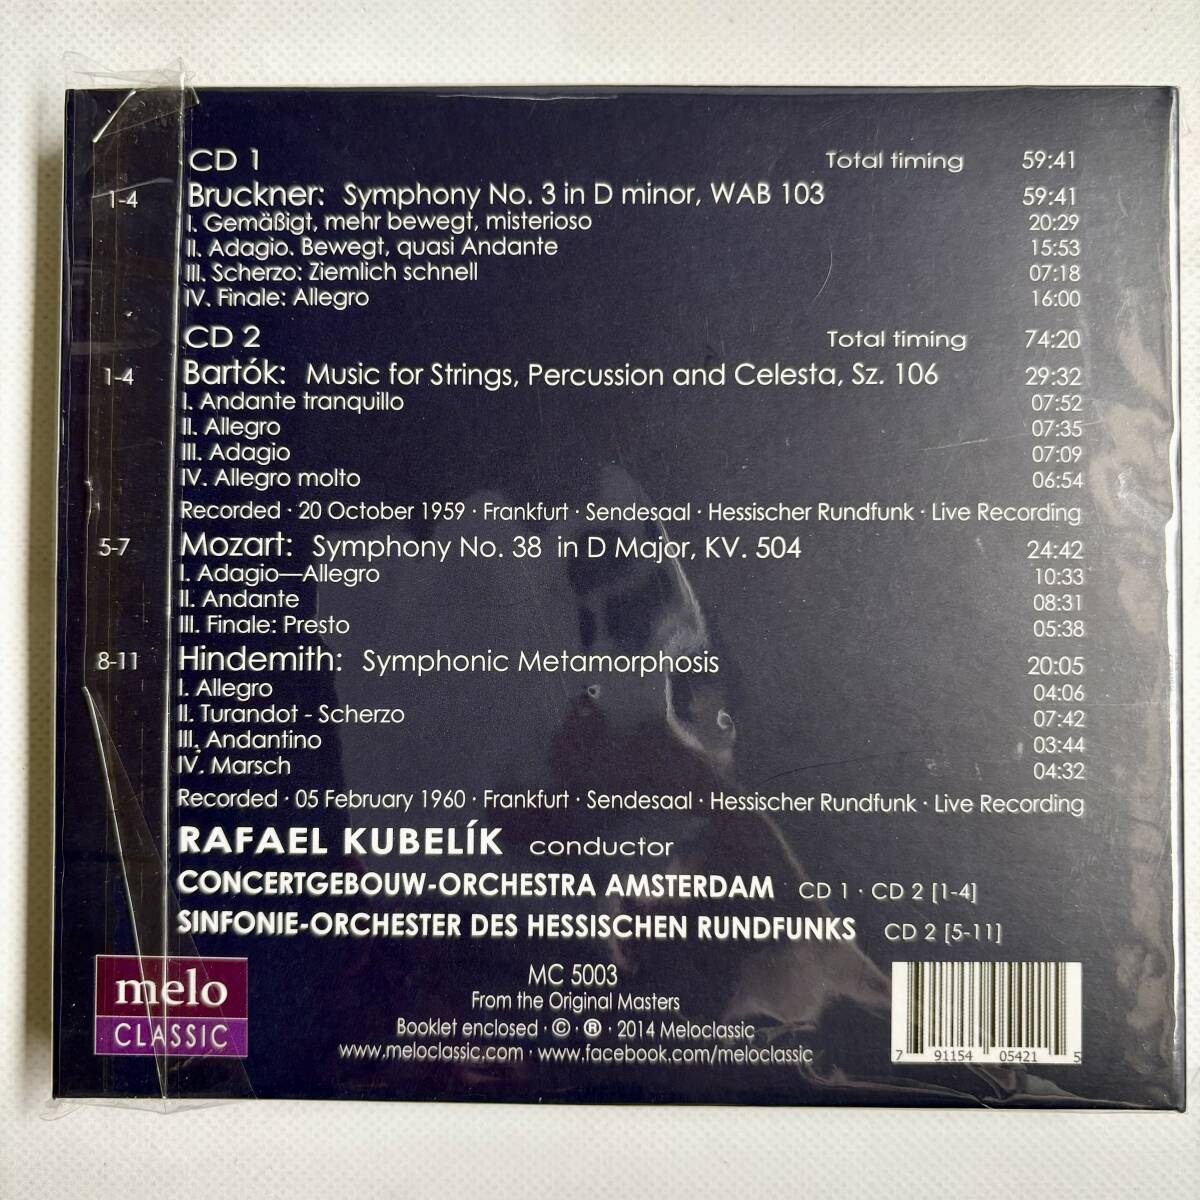 CD 1 Total timing 59:41
1-4 Bruckner: Symphony No. 3 in D minor, WAB 103 59:41
I. Gemäßigt, mehr bewegt, misterioso 20:29
II. Adagio. Bewegt, quasi Andante 15:53
III. Scherzo: Ziemlich schnell 07:18
IV. Finale: Allegro 16:00
CD 2 Total timing 74:20
1-4 Bartók: Music for Strings, Percussion and Celesta, Sz. 106 29:32
I. Andante tranquillo 07:52
II. Allegro 07:35
III. Adagio 07:09
IV. Allegro molto 06:54
Recorded · 20 October 1959 · Frankfurt · Sendesaal · Hessischer Rundfunk · Live Recording
5-7 Mozart: Symphony No. 38 in D Major, KV. 504 24:42
I. Adagio—Allegro 10:33
II. Andante 08:31
III. Finale: Presto 05:38
8-11 Hindemith: Symphonic Metamorphosis 20:05
I. Allegro 04:06
II. Turandot - Scherzo 07:42
III. Andantino 03:44
IV. Marsch 04:32
Recorded · 05 February 1960 · Frankfurt · Sendesaal · Hessischer Rundfunk · Live Recording
RAFAEL KUBELÍK conductor
CONCERTGEBOUW-ORCHESTRA AMSTERDAM CD 1 · CD 2 [1-4]
SINFONIE-ORCHESTER DES HESSISCHEN RUNDFUNKS CD 2 [5-11]
melo
CLASSIC
MC 5003
From the Original Masters
Booklet enclosed · © · ® · 2014 Meloclassic
www.meloclassic.com · www.facebook.com/meloclassic
7 91154 05421 5